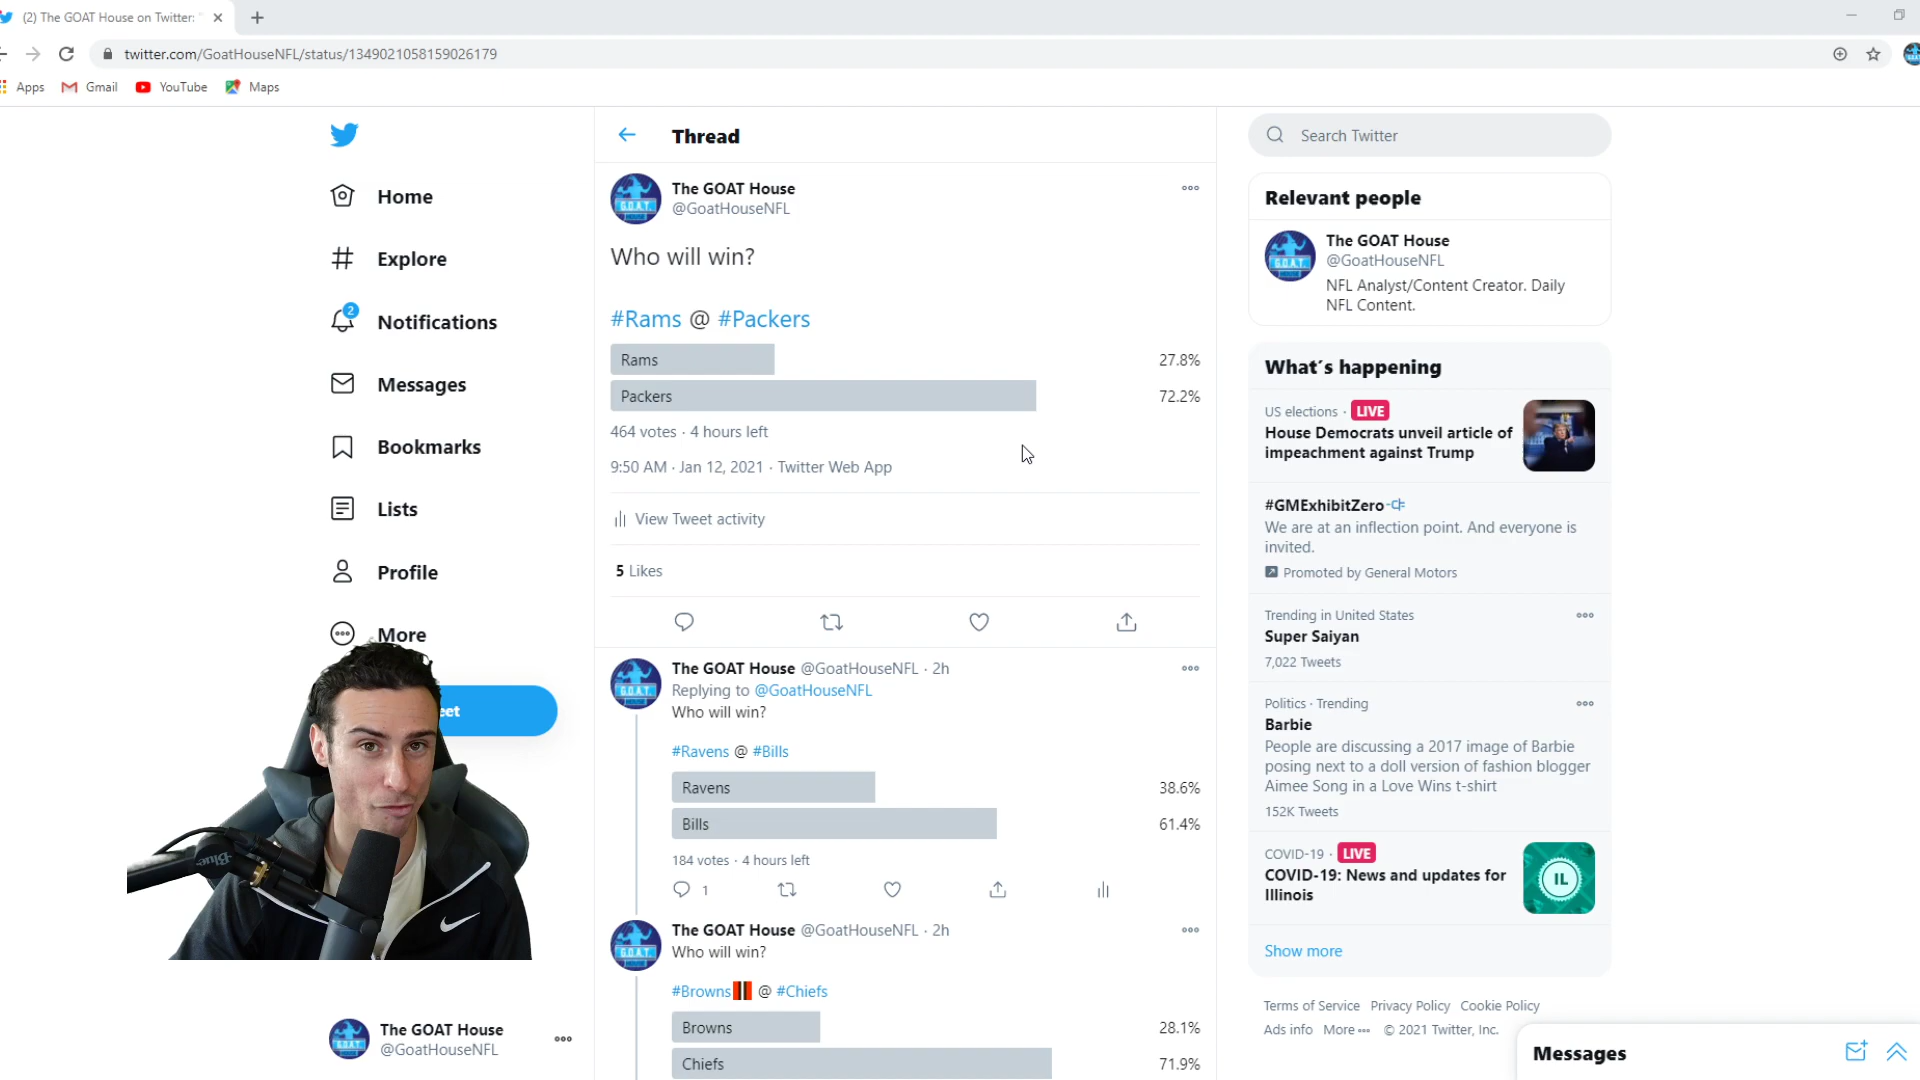 (2) The GOAT House on Twitter: "
twitter.com/GoatHouseNFL/status/1349021058159026179
Apps
Gmail
YouTube
Maps
Home
Explore
2
Notifications
Messages
Bookmarks
Lists
Profile
More
eet
Blue
The GOAT House
@GoatHouseNFL
Thread
G.O.A.T.
The GOAT House
@GoatHouseNFL
Who will win?
#Rams @ #Packers
Rams 27.8%
Packers 72.2%
464 votes · 4 hours left
9:50 AM · Jan 12, 2021 · Twitter Web App
View Tweet activity
5 Likes
G.O.A.T.
The GOAT House @GoatHouseNFL · 2h
Replying to @GoatHouseNFL
Who will win?
#Ravens @ #Bills
Ravens 38.6%
Bills 61.4%
184 votes · 4 hours left
1
G.O.A.T.
The GOAT House @GoatHouseNFL · 2h
Who will win?
#Browns @ #Chiefs
Browns 28.1%
Chiefs 71.9%
Search Twitter
Relevant people
G.O.A.T.
The GOAT House
@GoatHouseNFL
NFL Analyst/Content Creator. Daily
NFL Content.
What's happening
US elections · LIVE
House Democrats unveil article of
impeachment against Trump
#GMExhibitZero
We are at an inflection point. And everyone is
invited.
Promoted by General Motors
Trending in United States
Super Saiyan
7,022 Tweets
Politics · Trending
Barbie
People are discussing a 2017 image of Barbie
posing next to a doll version of fashion blogger
Aimee Song in a Love Wins t-shirt
152K Tweets
COVID-19 · LIVE
COVID-19: News and updates for
Illinois
IL
Show more
Terms of Service Privacy Policy Cookie Policy
Ads info More © 2021 Twitter, Inc.
Messages